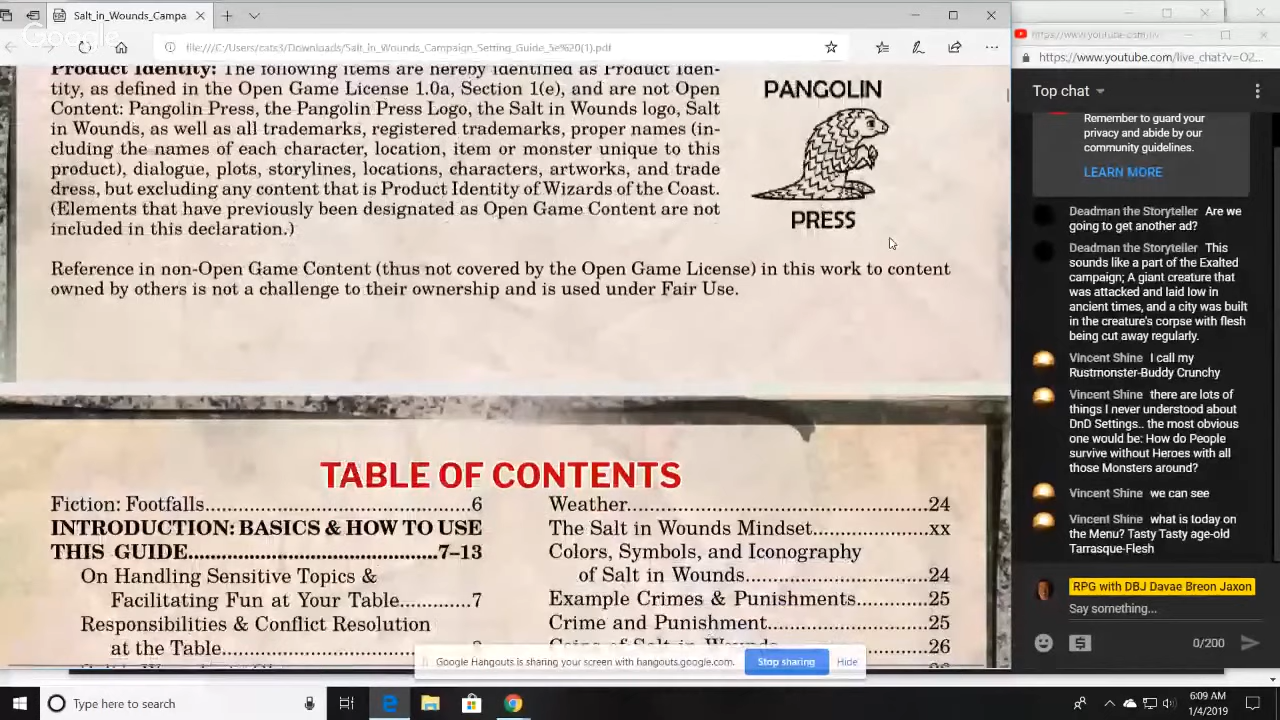 Salt_in_Wounds_Campa
Google
file:///C:/Users/cats3/Downloads/Salt_in_Wounds_Campaign_Setting_Guide_5e%20(1).pdf
Product Identity: The following items are hereby identified as Product Iden-
tity, as defined in the Open Game License 1.0a, Section 1(e), and are not Open
Content: Pangolin Press, the Pangolin Press Logo, the Salt in Wounds logo, Salt
in Wounds, as well as all trademarks, registered trademarks, proper names (in-
cluding the names of each character, location, item or monster unique to this
product), dialogue, plots, storylines, locations, characters, artworks, and trade
dress, but excluding any content that is Product Identity of Wizards of the Coast.
(Elements that have previously been designated as Open Game Content are not
included in this declaration.)
PANGOLIN
PRESS
Reference in non-Open Game Content (thus not covered by the Open Game License) in this work to content
owned by others is not a challenge to their ownership and is used under Fair Use.
TABLE OF CONTENTS
Fiction: Footfalls..................................................6
INTRODUCTION: BASICS & HOW TO USE
THIS GUIDE..........................................7–13
On Handling Sensitive Topics &
Facilitating Fun at Your Table............7
Responsibilities & Conflict Resolution
at the Table
Weather.......................................................24
The Salt in Wounds Mindset.....................xx
Colors, Symbols, and Iconography
of Salt in Wounds...................................24
Example Crimes & Punishments.............25
Crime and Punishment.............................25
Coins of Salt in Wounds............................26
Google Hangouts is sharing your screen with hangouts.google.com.
Stop sharing
Hide
https://www.youtube.com/live_chat?v=OZ...
Top chat
Remember to guard your
privacy and abide by our
community guidelines.
LEARN MORE
Deadman the Storyteller Are we
going to get another ad?
Deadman the Storyteller This
sounds like a part of the Exalted
campaign; A giant creature that
was attacked and laid low in
ancient times, and a city was built
in the creature's corpse with flesh
being cut away regularly.
Vincent Shine I call my
Rustmonster-Buddy Crunchy
Vincent Shine there are lots of
things I never understood about
DnD Settings.. the most obvious
one would be: How do People
survive without Heroes with all
those Monsters around?
Vincent Shine we can see
Vincent Shine what is today on
the Menu? Tasty Tasty age-old
Tarrasque-Flesh
RPG with DBJ Davae Breon Jaxon
Say something...
0/200
Type here to search
6:09 AM
1/4/2019